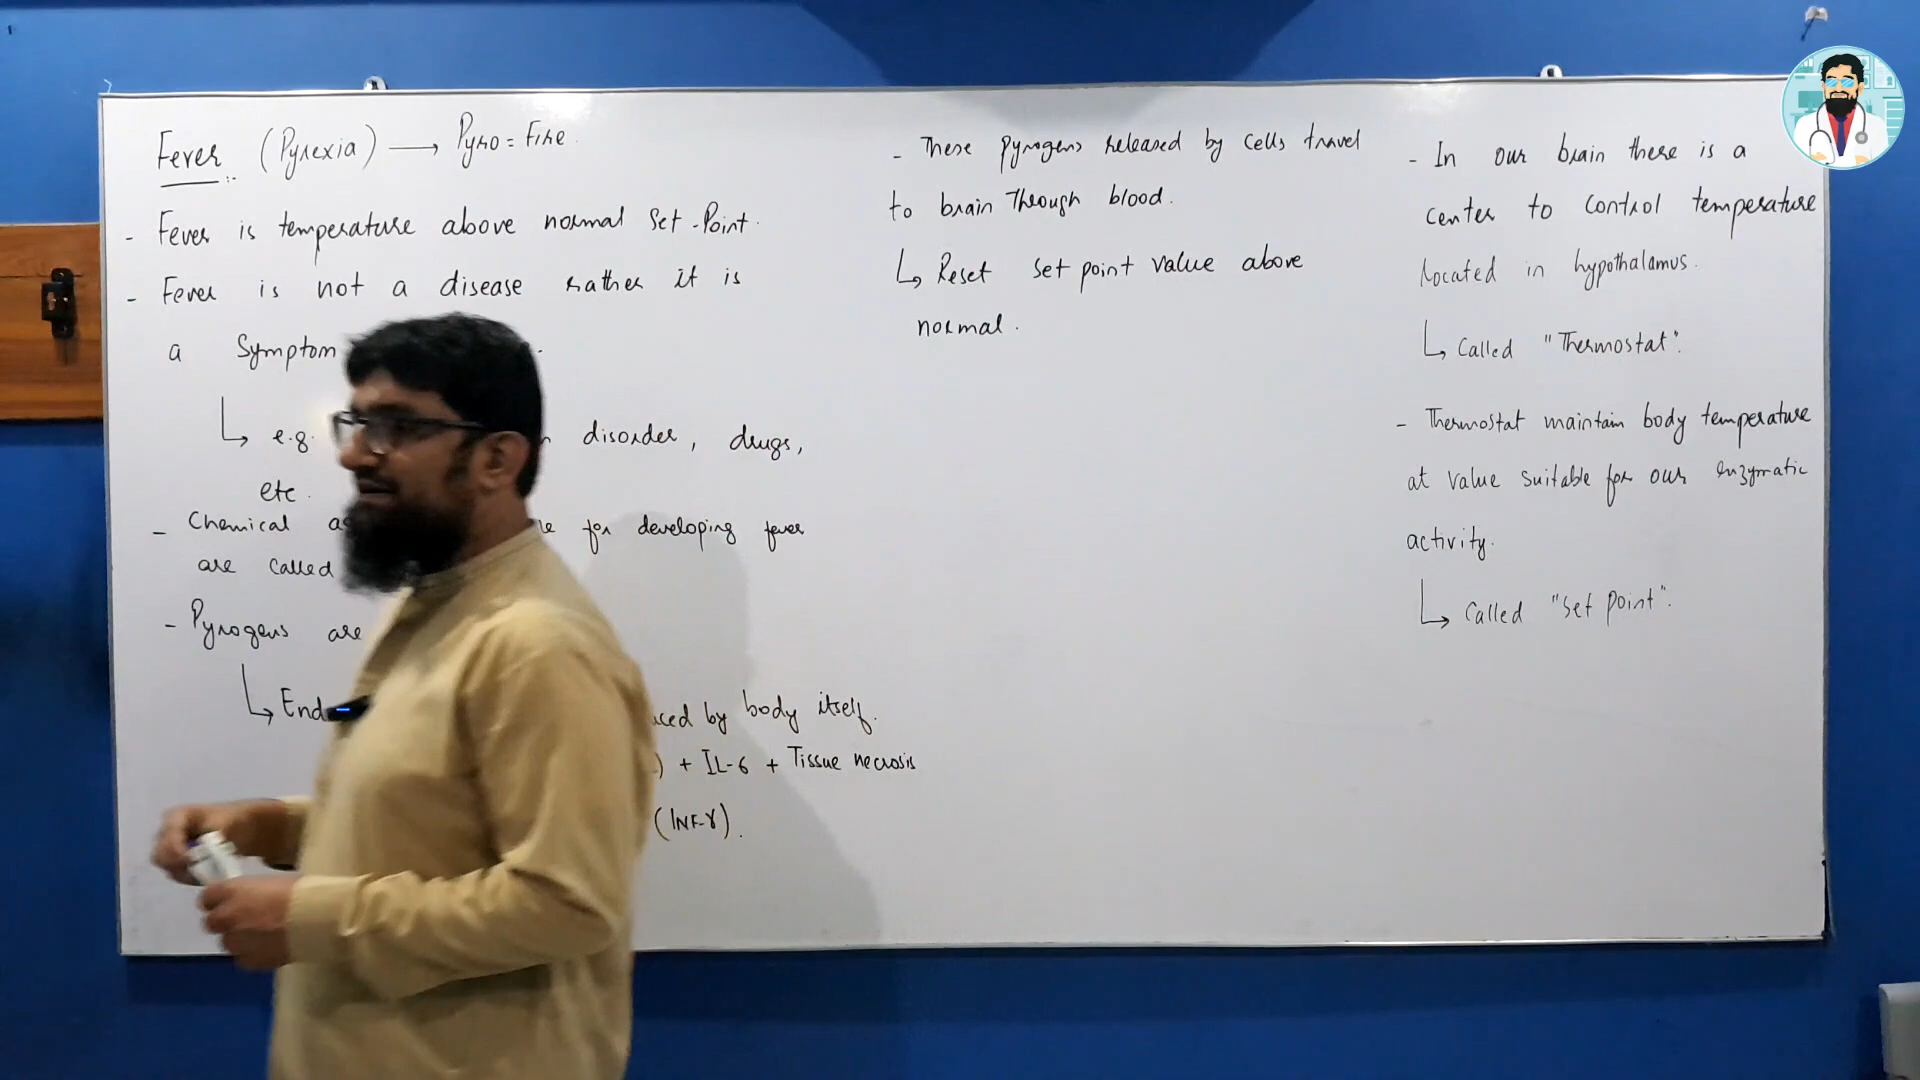 Fever (Pyrexia) → Pyro = Fire.
- Fever is temperature above normal Set-Point.
- Fever is not a disease rather it is
a Symptom
↳ e.g. disorder, drugs,
etc.
- Chemical for developing fever
are called
- Pyrogens are
↳ by body itself.
+ IL-6 + Tissue necrosis
(INF-γ).
- These pyrogens released by cells travel
to brain Through blood.
↳ Reset set point value above
normal.
- In our brain there is a
center to control temperature
located in hypothalamus.
↳ Called "Thermostat".
- Thermostat maintain body temperature
at value suitable for our enzymatic
activity.
↳ Called "Set point".